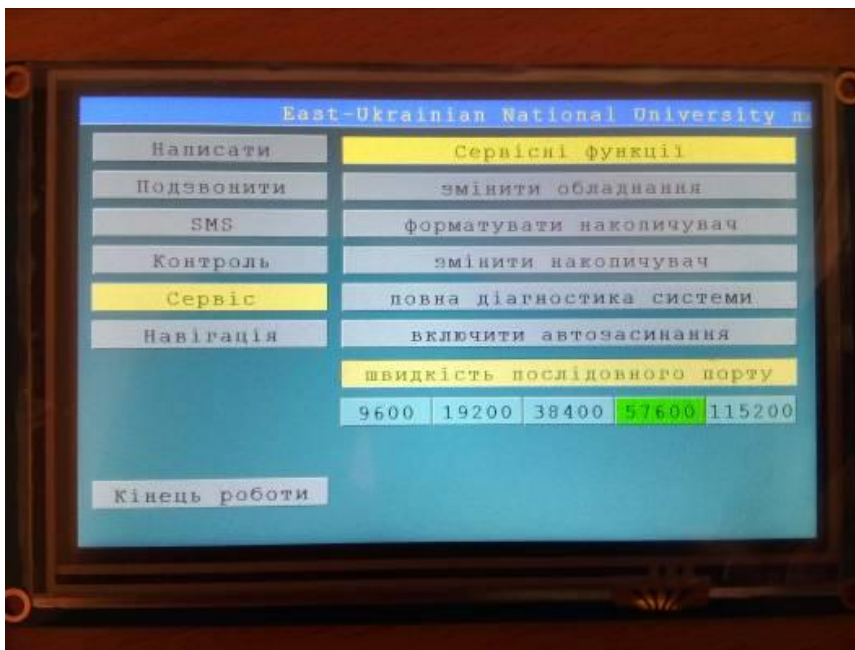 East-Ukrainian National University
Написати
Подзвонити
SMS
Контроль
Сервіс
Навігація
Кінець роботи
Сервісні функції
змінити обладнання
форматувати накопичувач
змінити накопичувач
повна діагностика системи
включити автозасинання
швидкість послідовного порту
9600 19200 38400 57600 115200